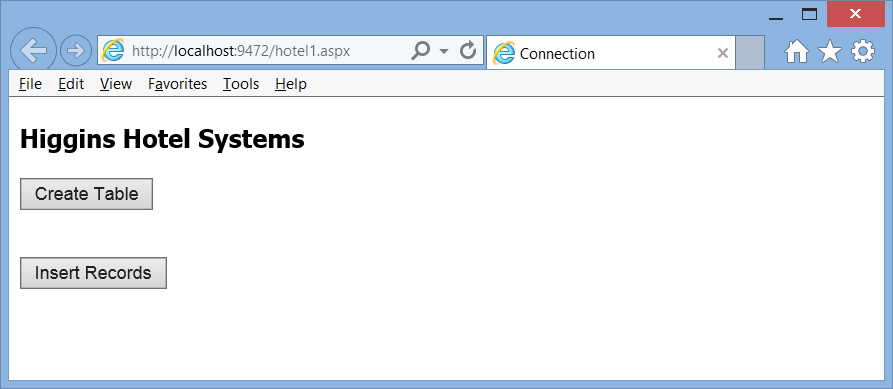 http://localhost:9472/hotel1.aspx
Connection
File Edit View Favorites Tools Help
Higgins Hotel Systems
Create Table
Insert Records